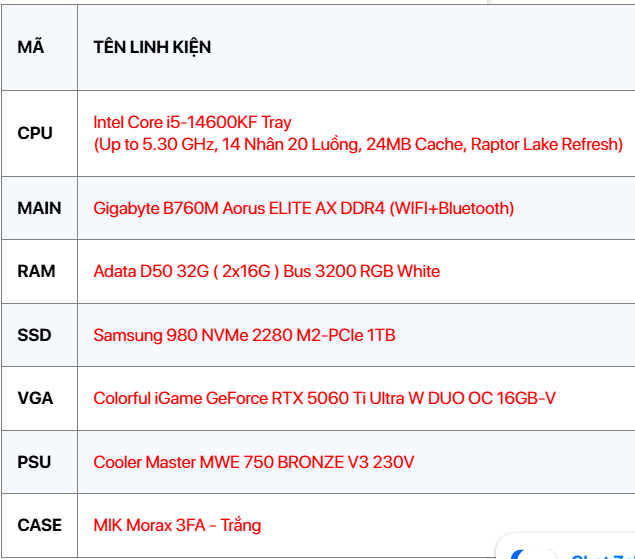 MÃ TÊN LINH KIỆN
CPU Intel Core i5-14600KF Tray
(Up to 5.30 GHz, 14 Nhân 20 Luồng, 24MB Cache, Raptor Lake Refresh)
MAIN Gigabyte B760M Aorus ELITE AX DDR4 (WIFI+Bluetooth)
RAM Adata D50 32G ( 2x16G ) Bus 3200 RGB White
SSD Samsung 980 NVMe 2280 M2-PCIe 1TB
VGA Colorful iGame GeForce RTX 5060 Ti Ultra W DUO OC 16GB-V
PSU Cooler Master MWE 750 BRONZE V3 230V
CASE MIK Morax 3FA - Trắng